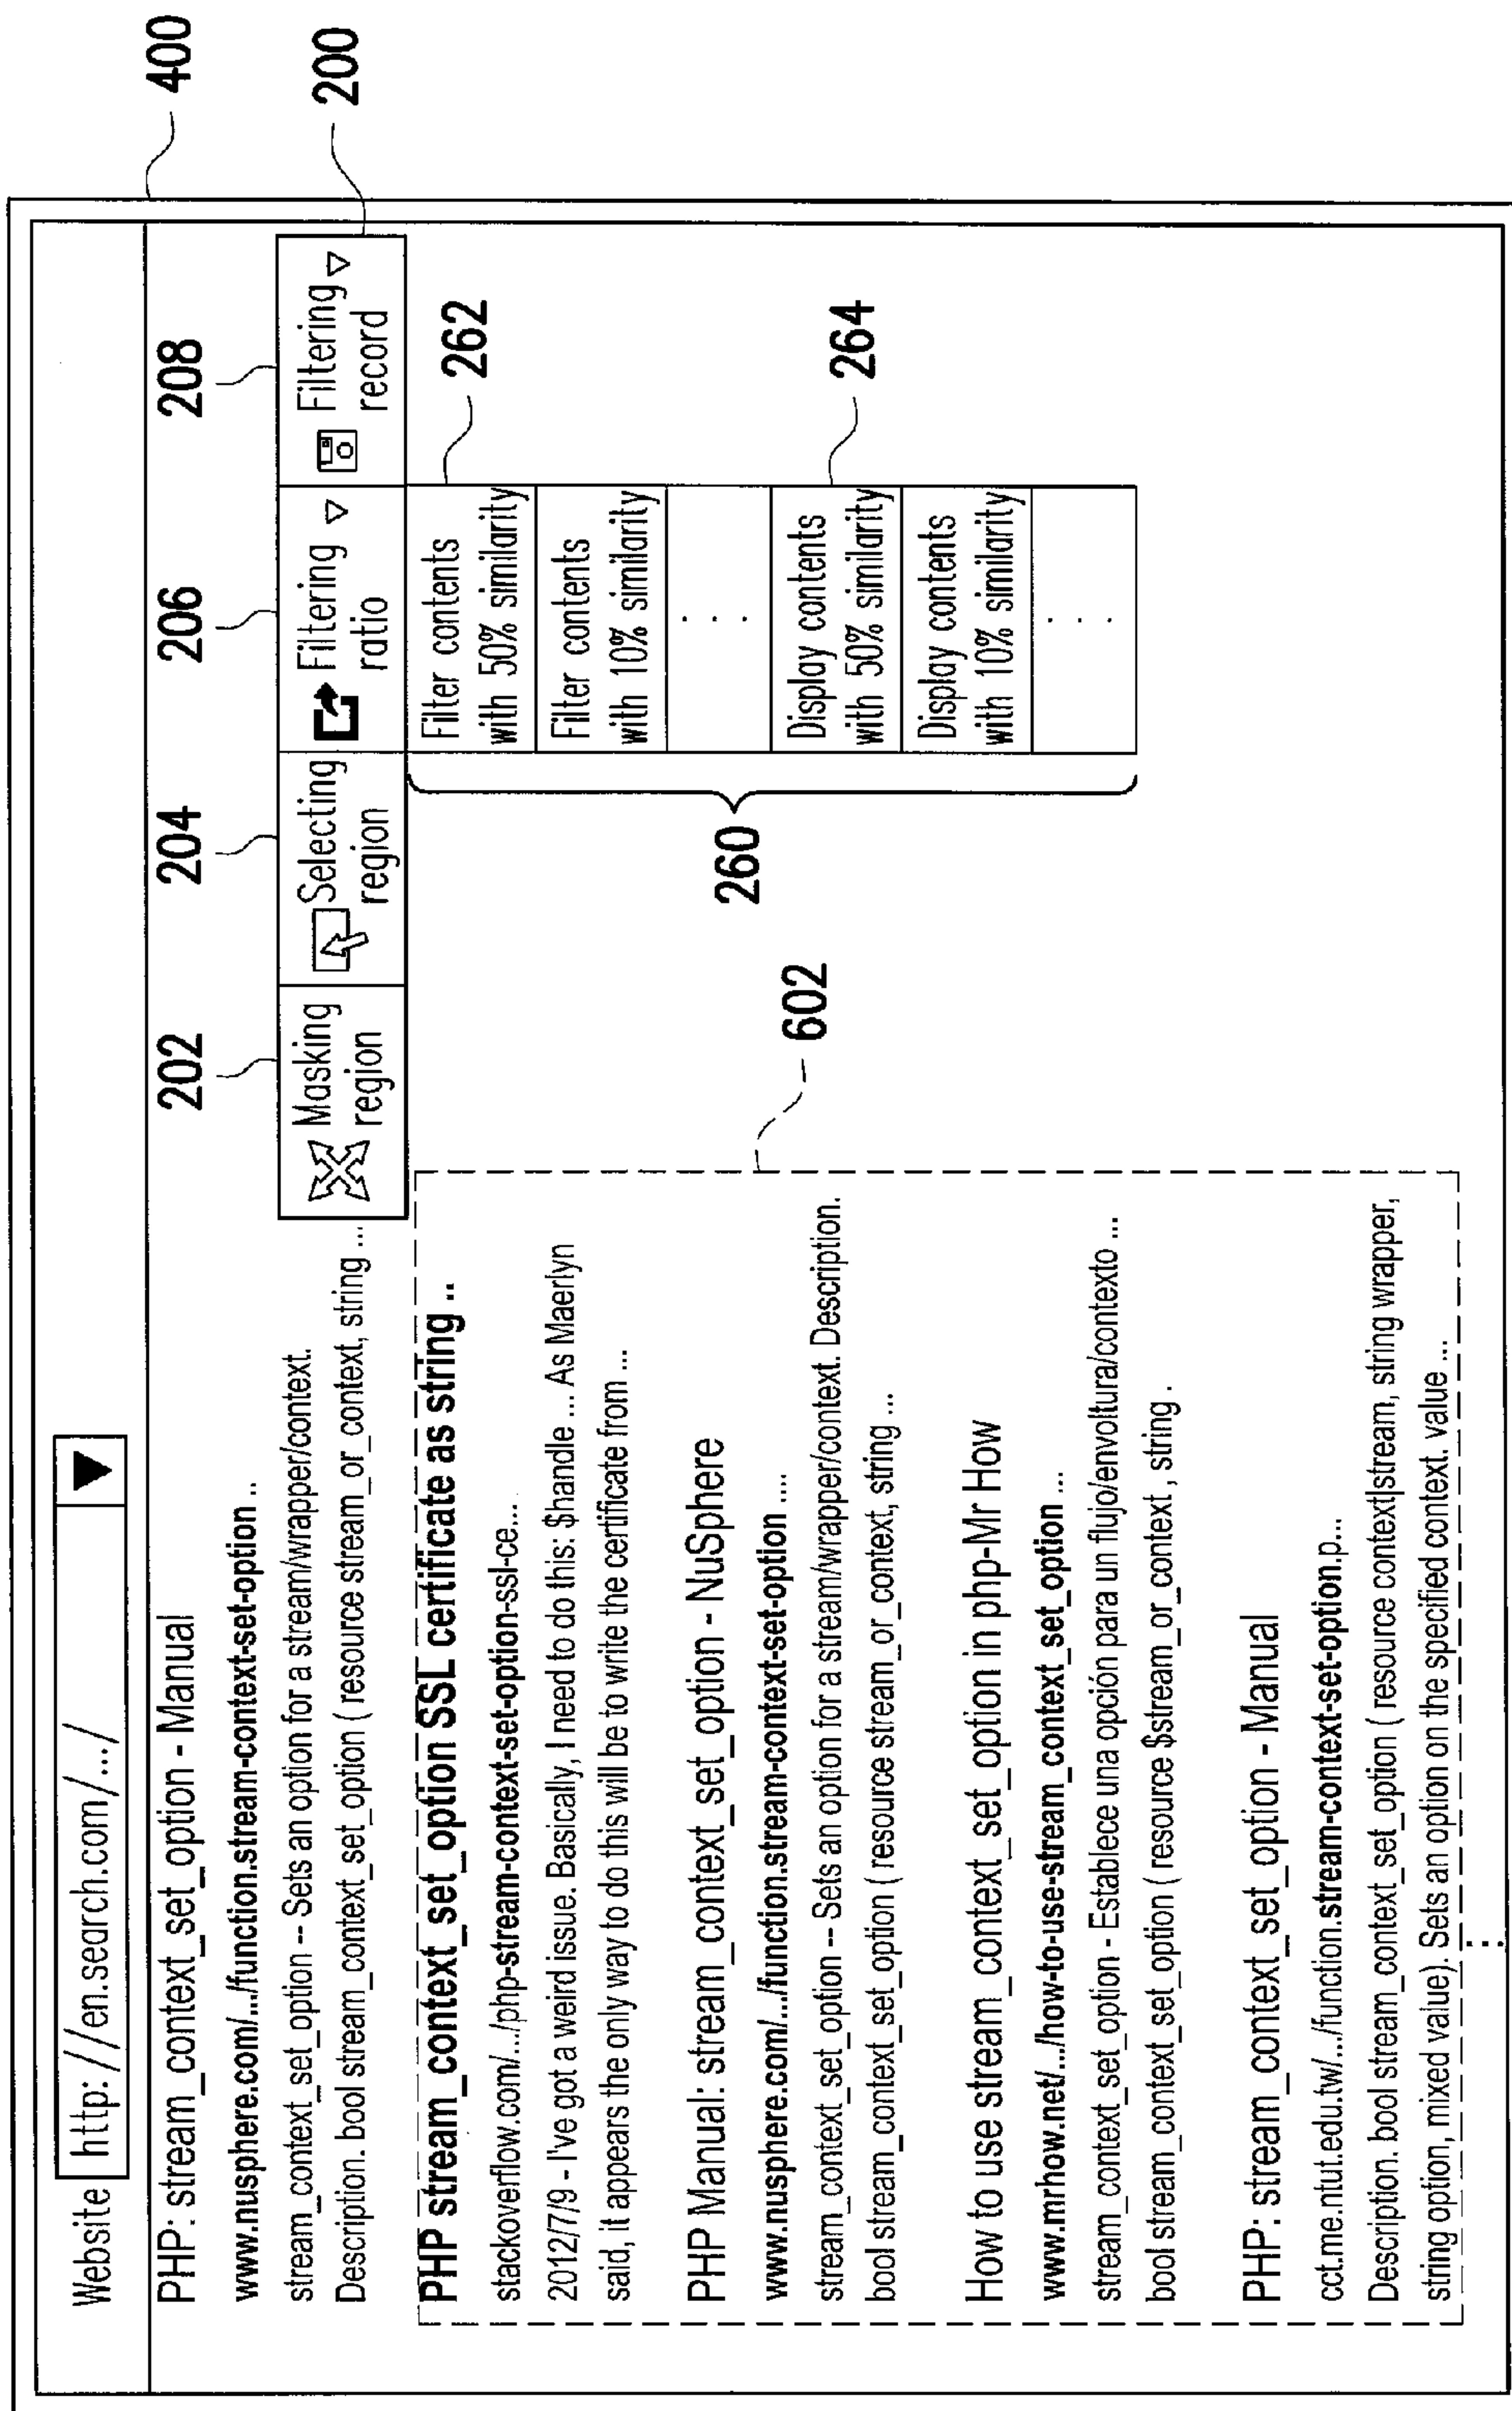 400
Website http: //en.search.com/.../
PHP: stream_context_set_option - Manual
www.nusphere.com/.../function.stream-context-set-option ..
stream_context_set_option -- Sets an option for a stream/wrapper/context.
Description. bool stream_context_set_option ( resource stream_or_context, string ...
202
204
206
208
200
Masking
region
Selecting
region
Filtering
ratio
Filtering
record
PHP stream_context_set_option SSL certificate as string ..
stackoverflow.com/.../php-stream-context-set-option-ssl-ce...
2012/7/9 - I've got a weird issue. Basically, I need to do this: $handle ... As Maerlyn
said, it appears the only way to do this will be to write the certificate from ...
PHP Manual: stream_context_set_option - NuSphere
www.nusphere.com/.../function.stream-context-set-option ....
stream_context_set_option -- Sets an option for a stream/wrapper/context. Description.
bool stream_context_set_option ( resource stream_or_context, string ...
How to use stream_context_set_option in php-Mr How
www.mrhow.net/.../how-to-use-stream_context_set_option ...
stream_context_set_option - Establece una opción para un flujo/envoltura/contexto ...
bool stream_context_set_option ( resource $stream_or_context , string .
PHP: stream_context_set_option - Manual
cct.me.ntut.edu.tw/.../function.stream-context-set-option.p...
Description. bool stream_context_set_option ( resource context|stream, string wrapper,
string option, mixed value). Sets an option on the specified context. value ...
602
260
Filter contents
with 50% similarity
262
Filter contents
with 10% similarity
. . .
Display contents
with 50% similarity
264
Display contents
with 10% similarity
. . .